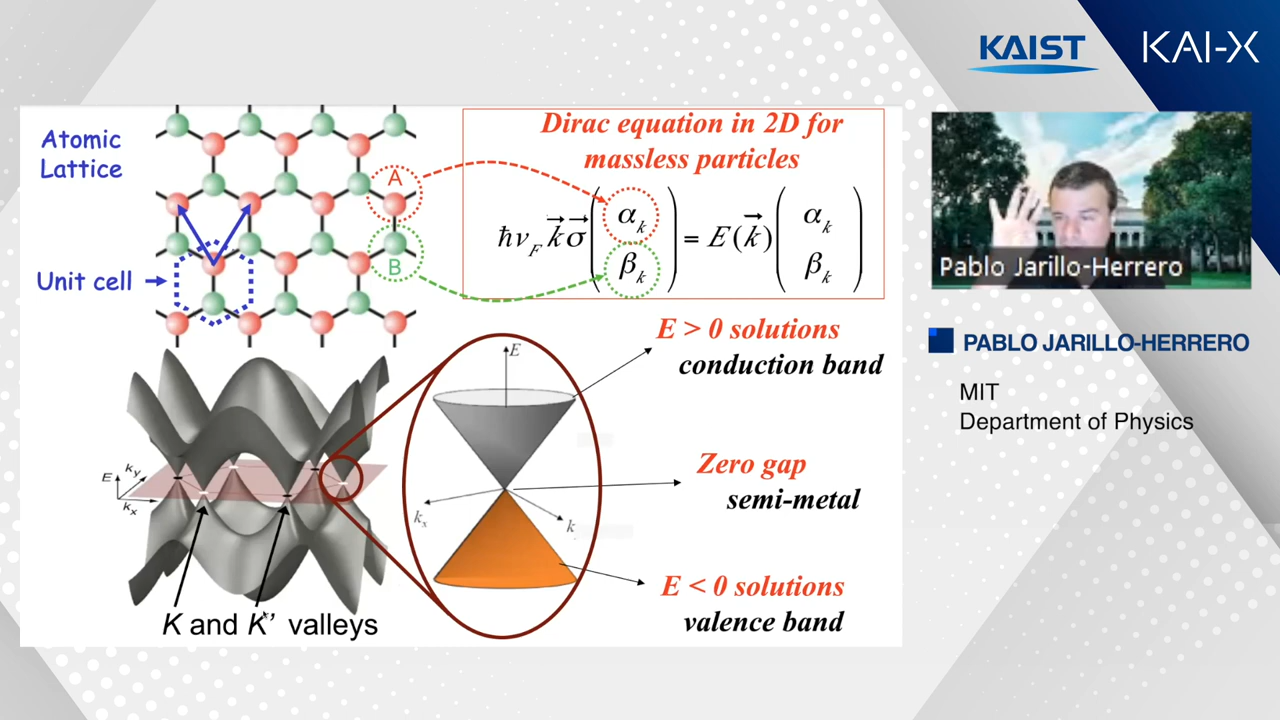 KAIST
KAI-X
Atomic
Lattice
Unit cell
A
B
Dirac equation in 2D for
massless particles
ħv_F k⃗σ⃗ (α_k β_k) = E(k⃗) (α_k β_k)
E > 0 solutions
conduction band
E
k_x
k
Zero gap
semi-metal
E < 0 solutions
valence band
E
k_y
k_x
K and K' valleys
Pablo Jarillo-Herrero
PABLO JARILLO-HERRERO
MIT
Department of Physics